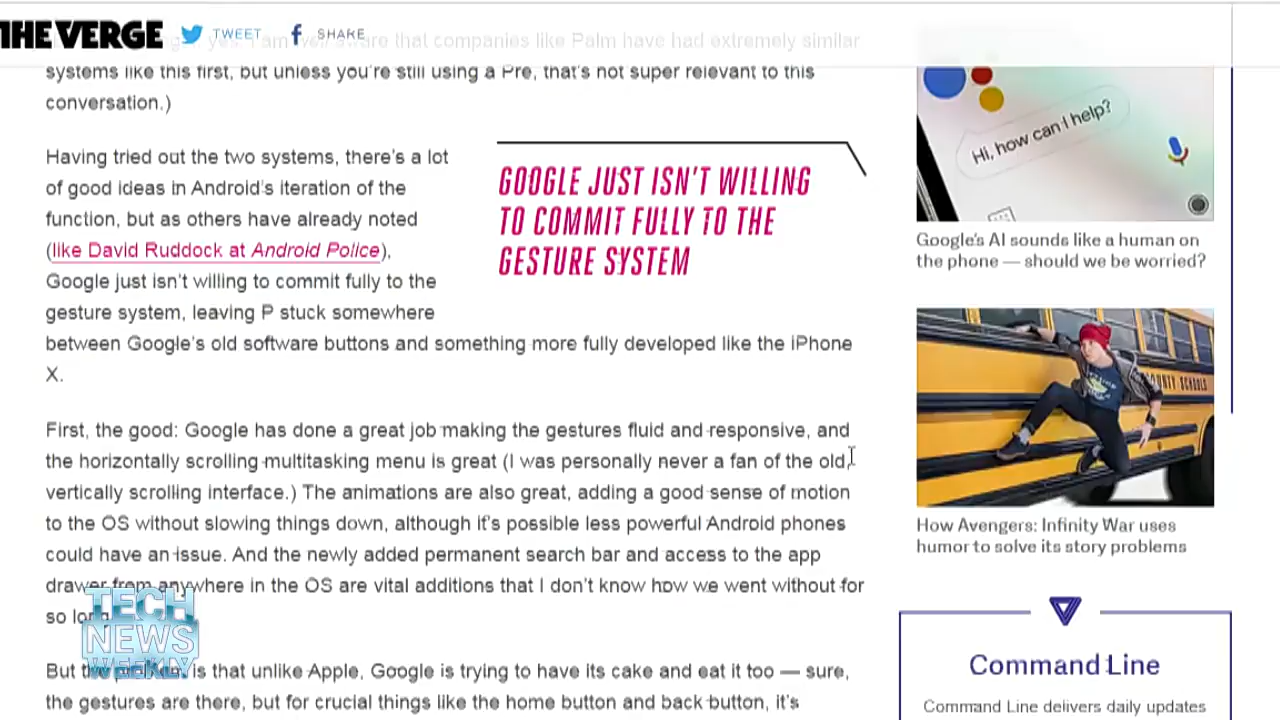 THE VERGE
TWEET
SHARE
am well aware that companies like Palm have had extremely similar
systems like this first, but unless you're still using a Pre, that's not super relevant to this
conversation.)
Having tried out the two systems, there's a lot
of good ideas in Android's iteration of the
function, but as others have already noted
(like David Ruddock at Android Police),
Google just isn't willing to commit fully to the
gesture system, leaving P stuck somewhere
between Google's old software buttons and something more fully developed like the iPhone
X.
GOOGLE JUST ISN'T WILLING
TO COMMIT FULLY TO THE
GESTURE SYSTEM
First, the good: Google has done a great job making the gestures fluid and responsive, and
the horizontally scrolling multitasking menu is great (I was personally never a fan of the old,
vertically scrolling interface.) The animations are also great, adding a good sense of motion
to the OS without slowing things down, although it's possible less powerful Android phones
could have an issue. And the newly added permanent search bar and access to the app
drawer from anywhere in the OS are vital additions that I don't know how we went without for
so long.
But the problem is that unlike Apple, Google is trying to have its cake and eat it too — sure,
the gestures are there, but for crucial things like the home button and back button, it's
Hi, how can I help?
Google's AI sounds like a human on
the phone — should we be worried?
COUNTY SCHOOLS
How Avengers: Infinity War uses
humor to solve its story problems
Command Line
Command Line delivers daily updates
TECH
NEWS
WEEKLY